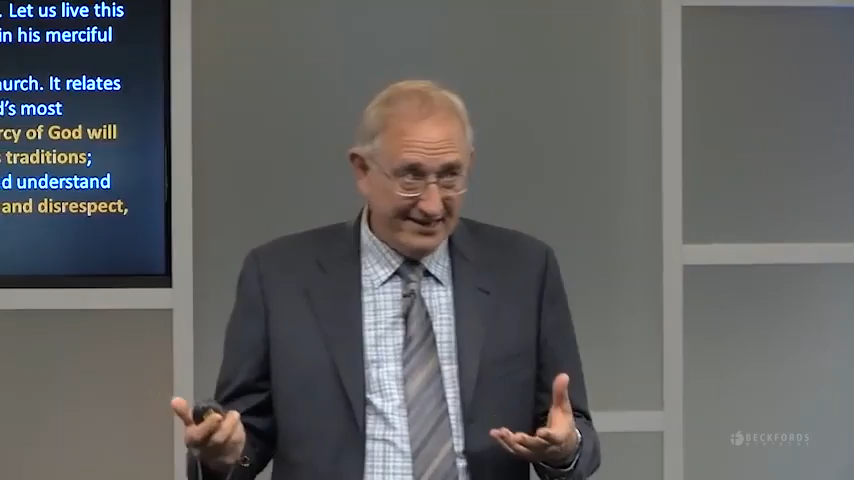 . Let us live this
in his merciful
urch. It relates
d's most
rcy of God will
s traditions;
d understand
and disrespect,
BECKFORDS